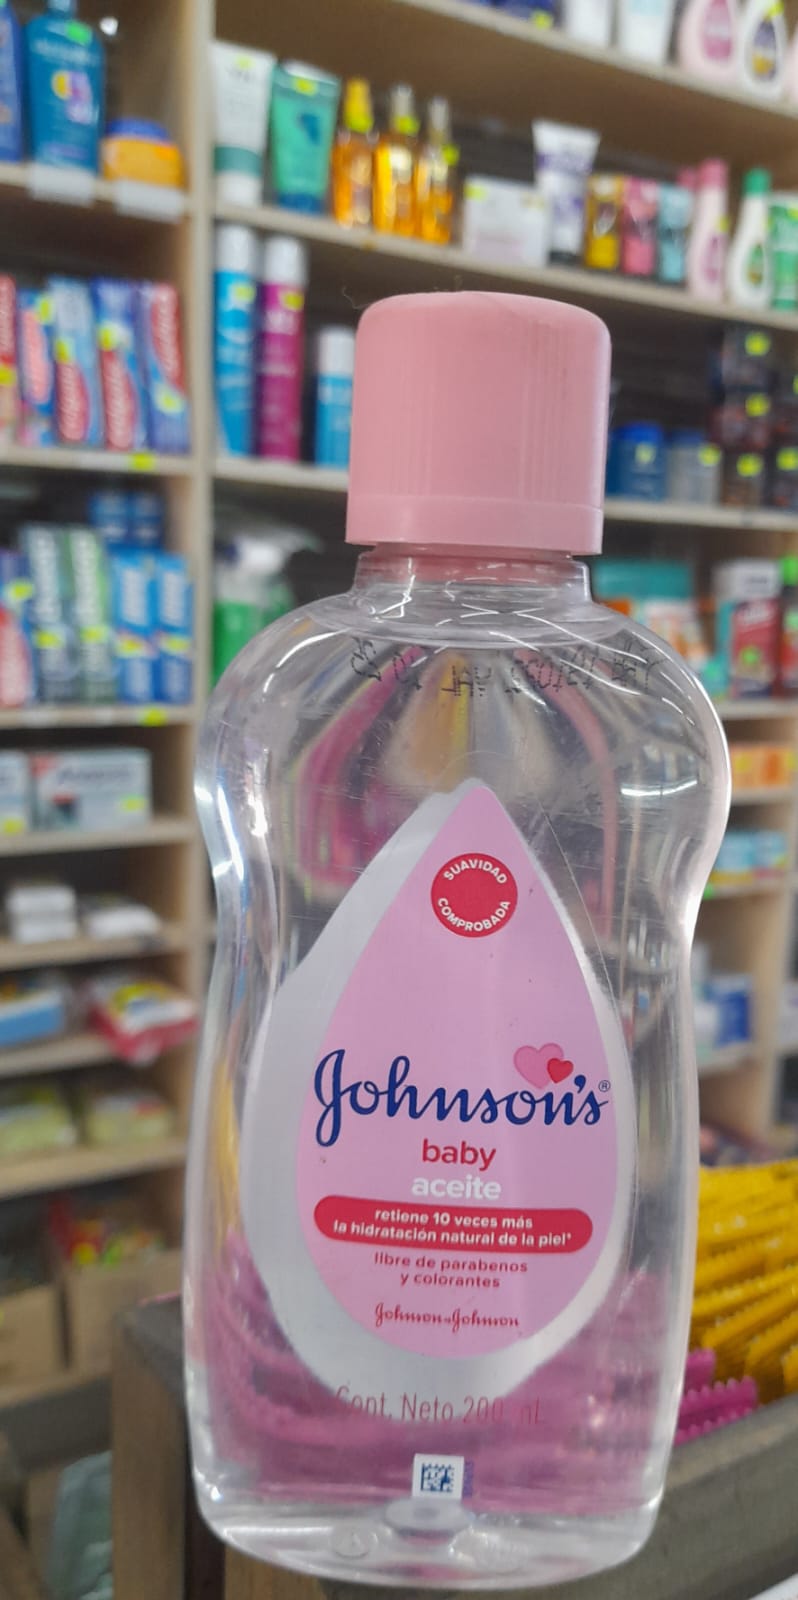 SUAVIDAD
COMPROBADA
Johnson's®
baby
aceite
retiene 10 veces más
la hidratación natural de la piel*
libre de parabenos
y colorantes
Johnson & Johnson
Cont. Neto 200 mL